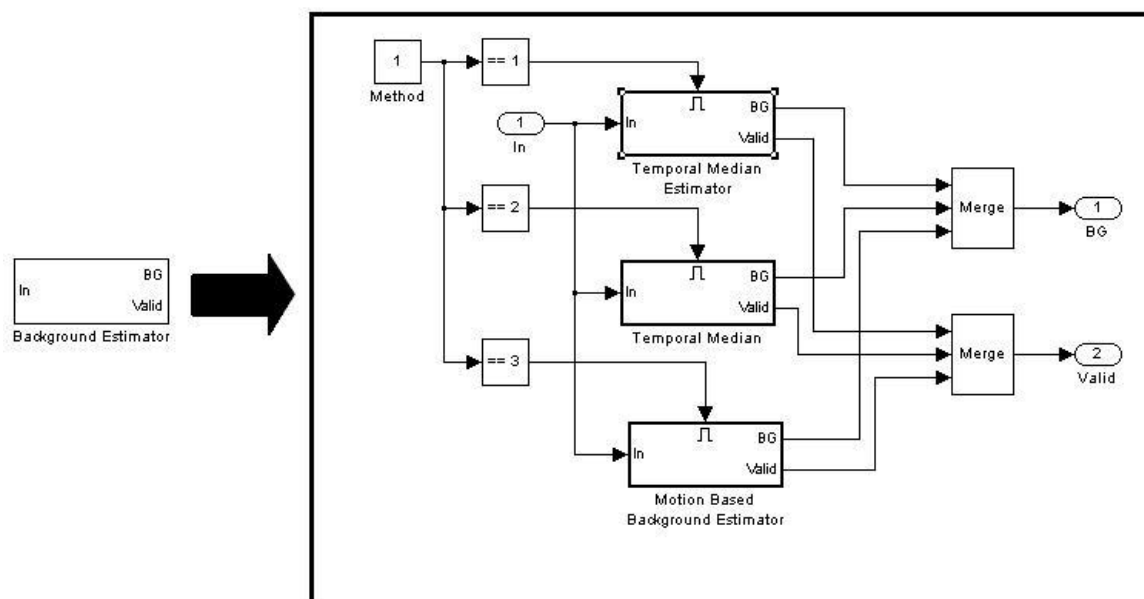 In
BG
Valid
Background Estimator
1
Method
== 1
1
In
In
BG
Valid
Temporal Median
Estimator
== 2
In
BG
Valid
Temporal Median
== 3
In
BG
Valid
Motion Based
Background Estimator
Merge
1
BG
Merge
2
Valid